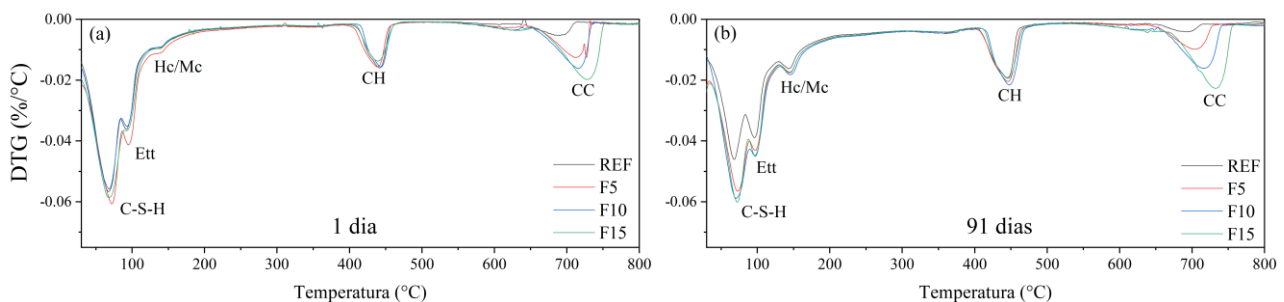 0.00
-0.02
-0.04
-0.06
DTG (%/°C)
(a)
Hc/Mc
Ett
C-S-H
CH
CC
REF
F5
F10
F15
1 dia
100 200 300 400 500 600 700 800
Temperatura (°C)
0.00
-0.02
-0.04
-0.06
(b)
Hc/Mc
Ett
C-S-H
CH
CC
REF
F5
F10
F15
91 dias
100 200 300 400 500 600 700 800
Temperatura (°C)